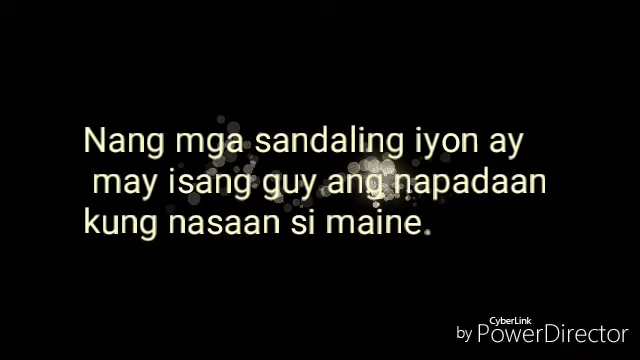 Nang mga sandaling iyon ay
may isang guy ang napadaan
kung nasaan si maine.
CyberLink
by PowerDirector